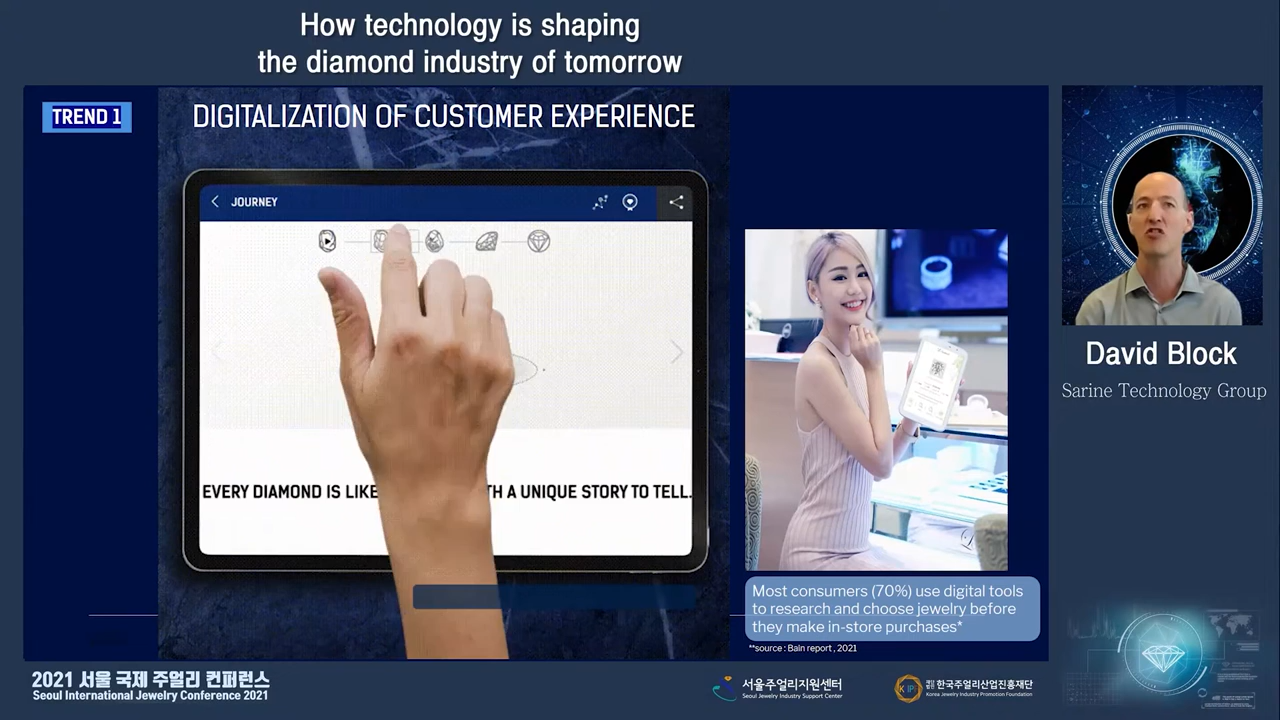 How technology is shaping
the diamond industry of tomorrow
TREND 1
DIGITALIZATION OF CUSTOMER EXPERIENCE
JOURNEY
EVERY DIAMOND IS LIKE
TH A UNIQUE STORY TO TELL.
Most consumers (70%) use digital tools
to research and choose jewelry before
they make in-store purchases*
**source : Bain report , 2021
David Block
Sarine Technology Group
2021 서울 국제 주얼리 컨퍼런스
Seoul International Jewelry Conference 2021
서울주얼리지원센터
Seoul Jewelry Industry Support Center
재단법인 한국주얼리산업진흥재단
Korea Jewelry Industry Promotion Foundation